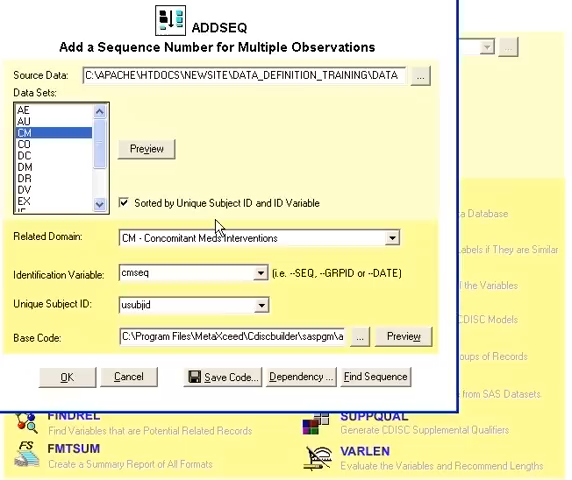 ADDSEQ
Add a Sequence Number for Multiple Observations
Source Data: C:\APACHE\HTDOCS\NEWSITE\DATA_DEFINITION_TRAINING\DATA ...
Data Sets:
AE
AU
CM
CO
DC
DM
DR
DV
EX
Preview
Sorted by Unique Subject ID and ID Variable
Related Domain: CM - Concomitant Meds Interventions
Identification Variable: cmseq (i.e. --SEQ, --GRPID or --DATE)
Unique Subject ID: usubjid
Base Code: C:\Program Files\MetaXceed\Cdiscbuilder\saspgm\a ... Preview
OK Cancel Save Code... Dependency ... Find Sequence
...
a Database
Labels if They are Similar
the Variables
CDISC Models
oups of Records
from SAS Datasets
FINDREL
Find Variables that are Potential Related Records
SUPPQUAL
Generate CDISC Supplemental Qualifiers
FS
FMTSUM
Create a Summary Report of All Formats
VARLEN
Evaluate the Variables and Recommend Lengths